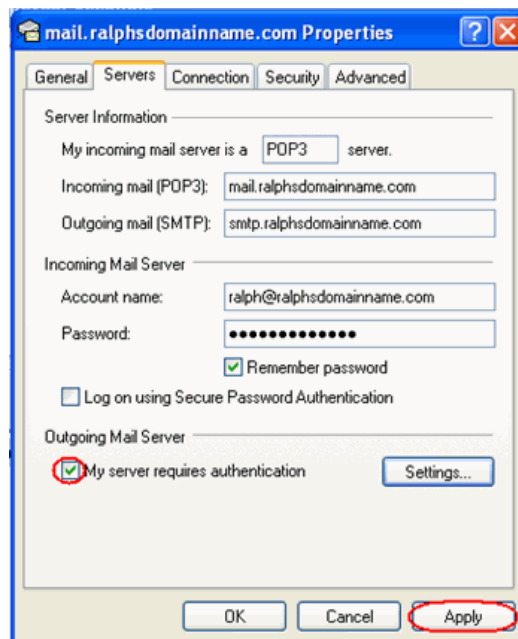 mail.ralphsdomainname.com Properties
General Servers Connection Security Advanced
Server Information
My incoming mail server is a POP3 server.
Incoming mail (POP3): mail.ralphsdomainname.com
Outgoing mail (SMTP): smtp.ralphsdomainname.com
Incoming Mail Server
Account name: ralph@ralphsdomainname.com
Password: ●●●●●●●●●●●●●
Remember password
Log on using Secure Password Authentication
Outgoing Mail Server
My server requires authentication Settings...
OK Cancel Apply